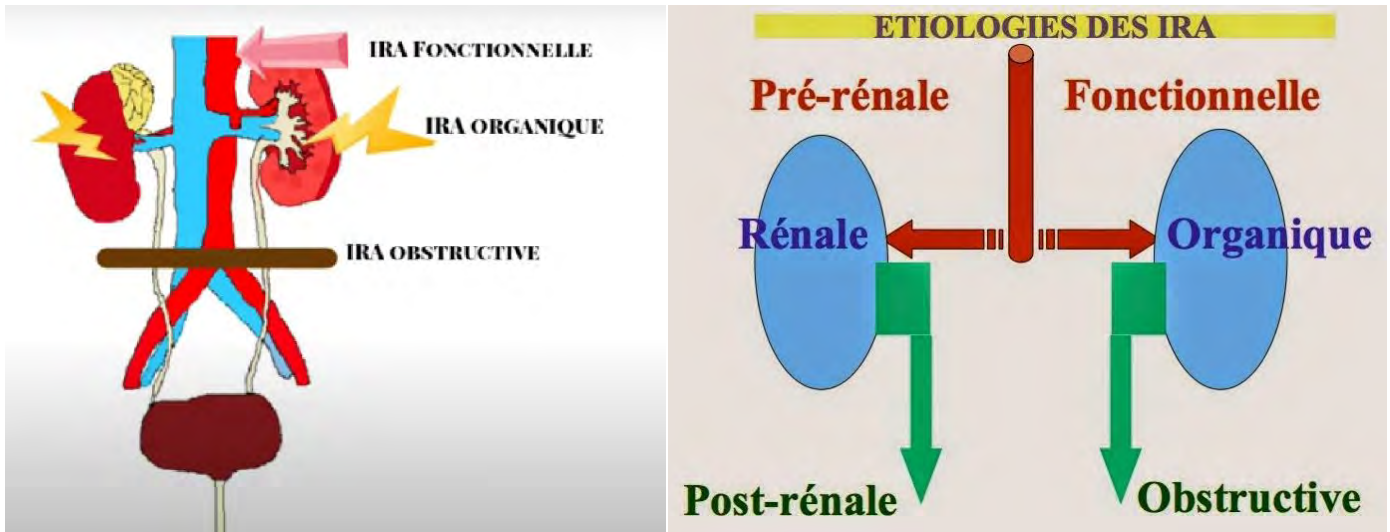 IRA FONCTIONNELLE
IRA ORGANIQUE
IRA OBSTRUCTIVE
ETIOLOGIES DES IRA
Pré-rénale
Fonctionnelle
Rénale
Organique
Post-rénale
Obstructive